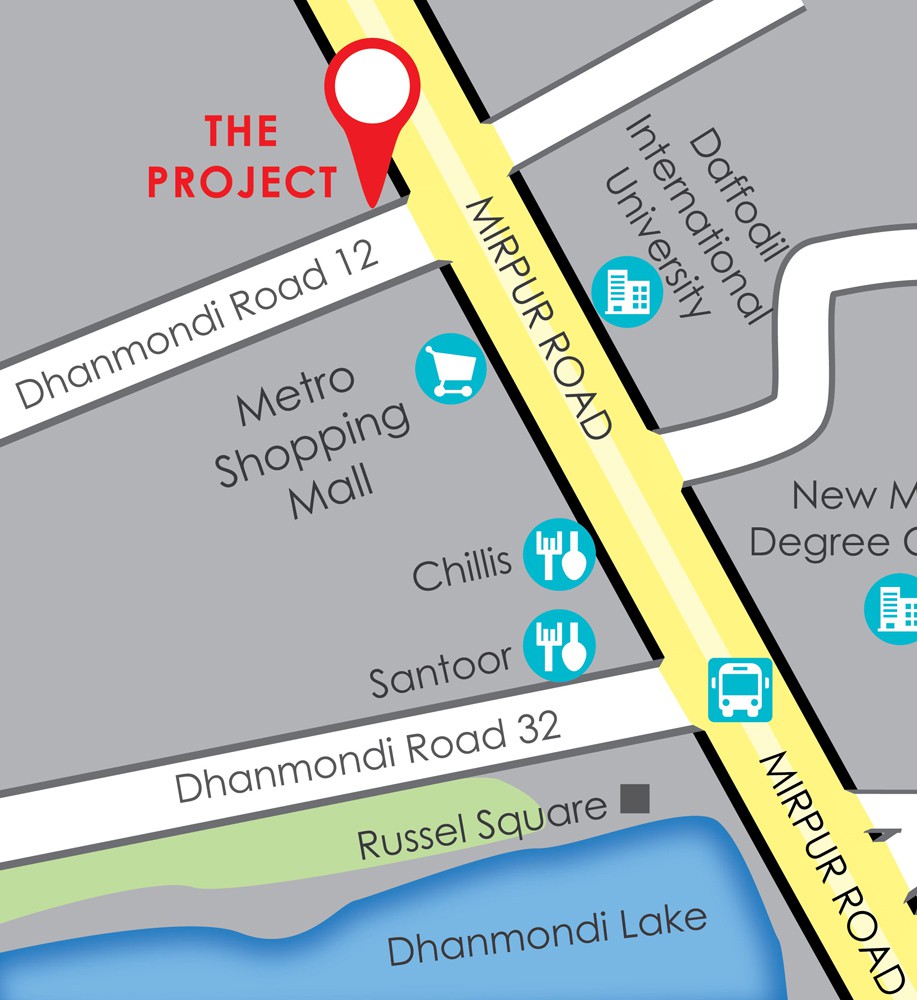 THE
PROJECT
Dhanmondi Road 12
MIRPUR ROAD
Daffodil
International
University
Metro
Shopping
Mall
New M
Degree C
Chillis
Santoor
Dhanmondi Road 32
Russel Square
MIRPUR ROAD
Dhanmondi Lake